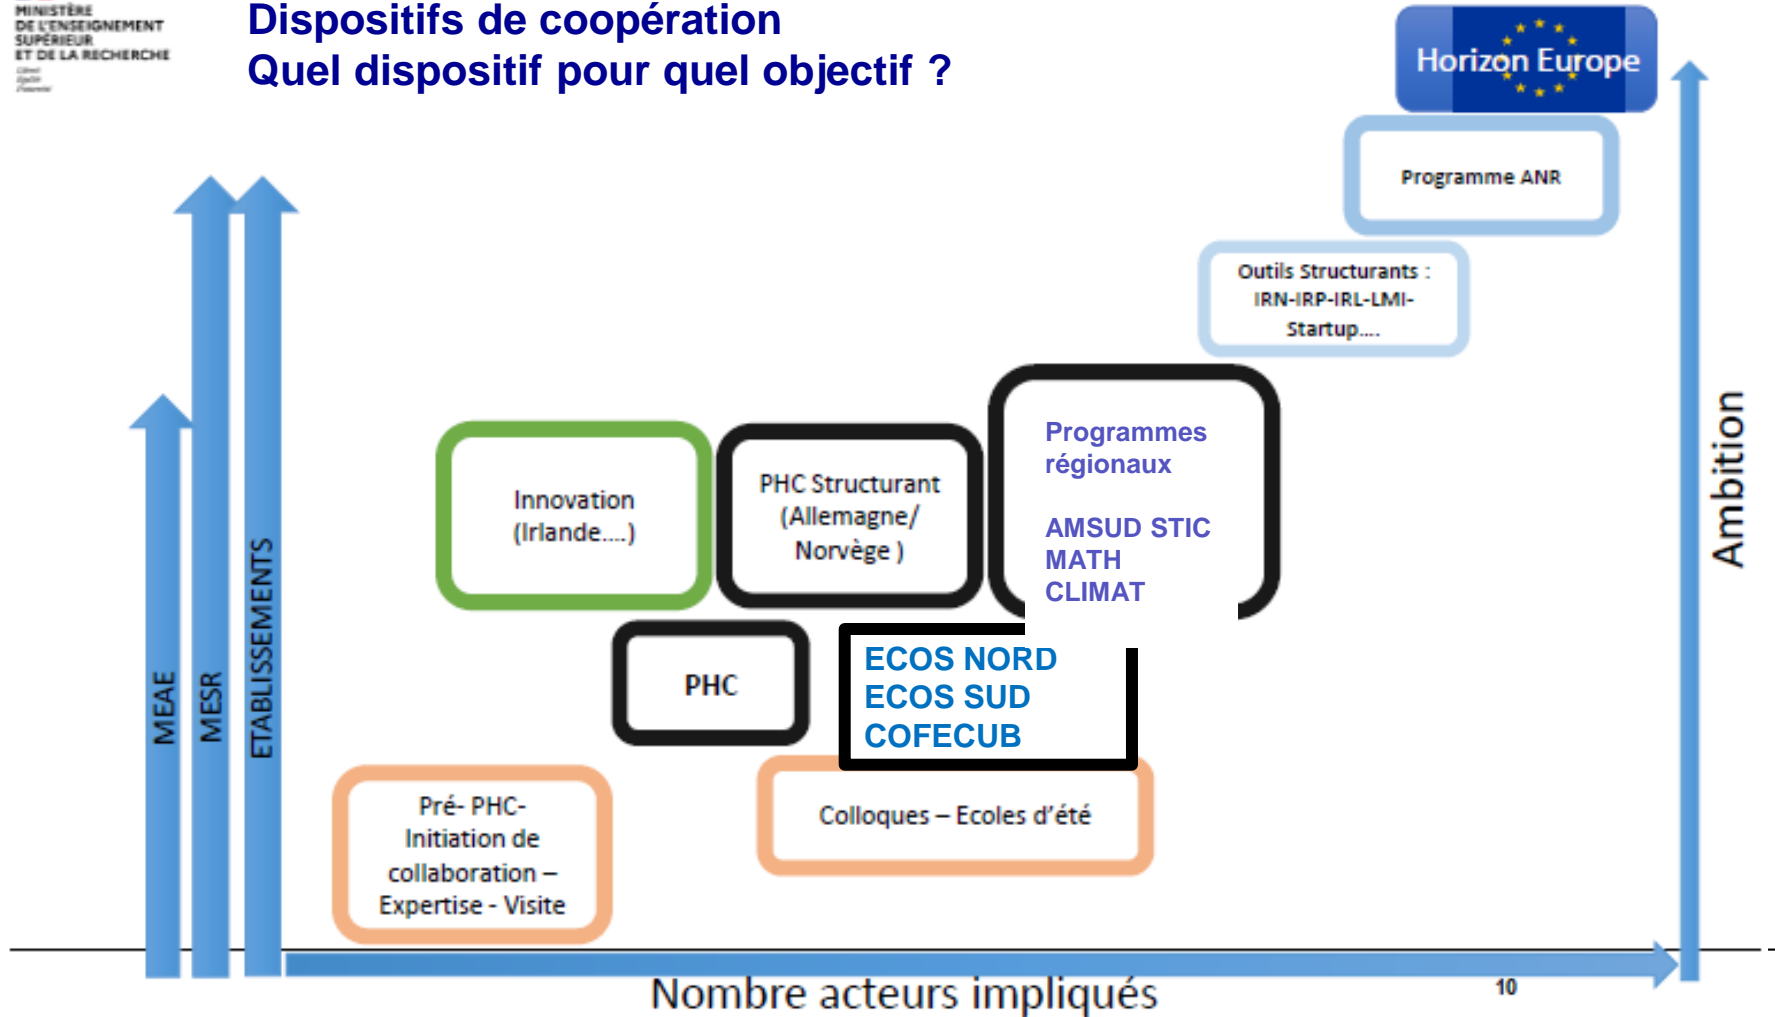 MINISTÈRE
DE L'ENSEIGNEMENT
SUPÉRIEUR
ET DE LA RECHERCHE
Liberté
Égalité
Fraternité
Dispositifs de coopération
Quel dispositif pour quel objectif ?
Horizon Europe
Programme ANR
Outils Structurants :
IRN-IRP-IRL-LMI-
Startup....
Programmes
régionaux
AMSUD STIC
MATH
CLIMAT
Innovation
(Irlande....)
PHC Structurant
(Allemagne/
Norvège )
PHC
ECOS NORD
ECOS SUD
COFECUB
Pré- PHC-
Initiation de
collaboration –
Expertise - Visite
Colloques – Ecoles d'été
MEAE
MESR
ETABLISSEMENTS
Ambition
Nombre acteurs impliqués
10